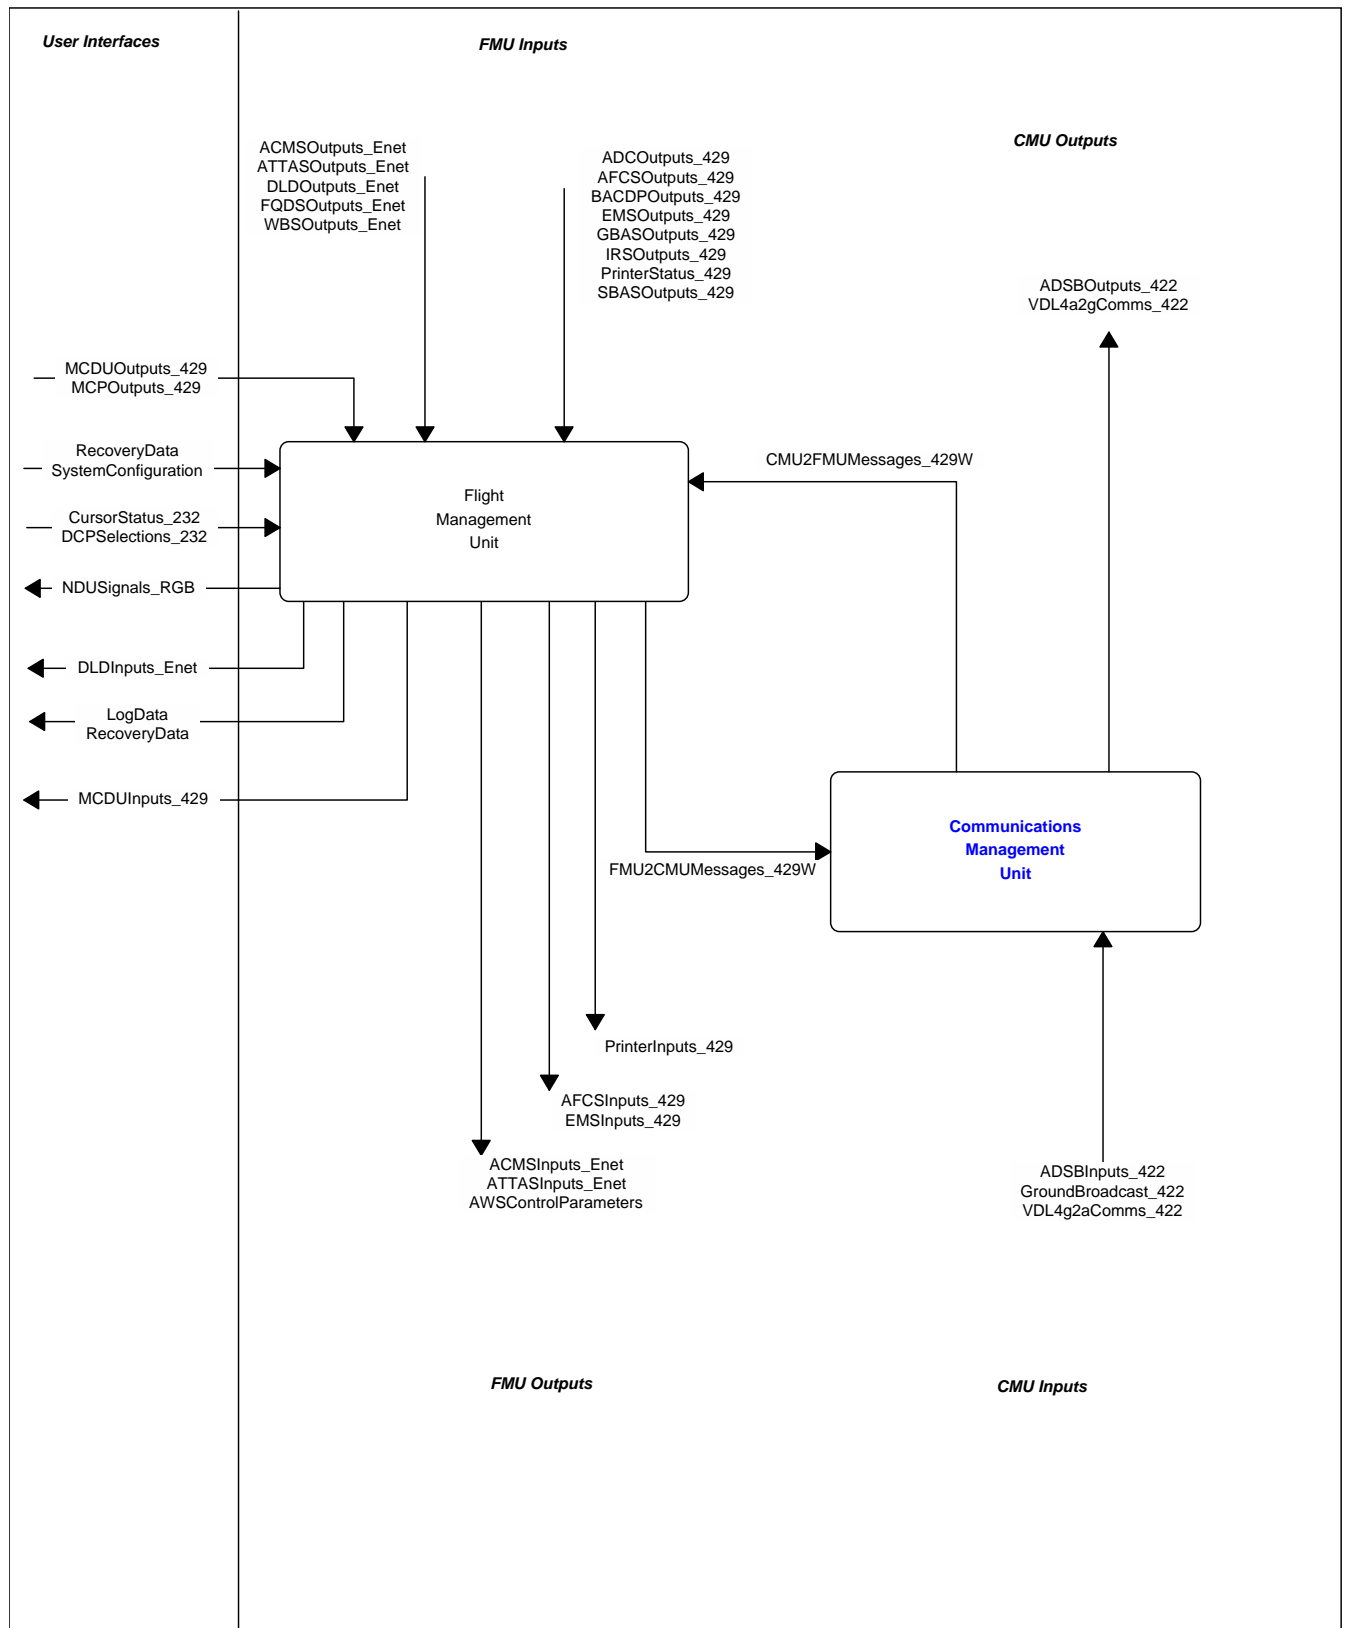 User Interfaces
FMU Inputs
CMU Outputs
ACMSOutputs_Enet
ATTASOutputs_Enet
DLDOutputs_Enet
FQDSOutputs_Enet
WBSOutputs_Enet
ADCOutputs_429
AFCSOutputs_429
BACDPOutputs_429
EMSOutputs_429
GBASOutputs_429
IRSOutputs_429
PrinterStatus_429
SBASOutputs_429
ADSBOutputs_422
VDL4a2gComms_422
MCDUOutputs_429
MCPOutputs_429
RecoveryData
SystemConfiguration
CursorStatus_232
DCPSelections_232
NDUSignals_RGB
DLDInputs_Enet
LogData
RecoveryData
MCDUInputs_429
Flight
Management
Unit
CMU2FMUMessages_429W
FMU2CMUMessages_429W
Communications
Management
Unit
PrinterInputs_429
AFCSInputs_429
EMSInputs_429
ACMSInputs_Enet
ATTASInputs_Enet
AWSControlParameters
ADSBInputs_422
GroundBroadcast_422
VDL4g2aComms_422
FMU Outputs
CMU Inputs